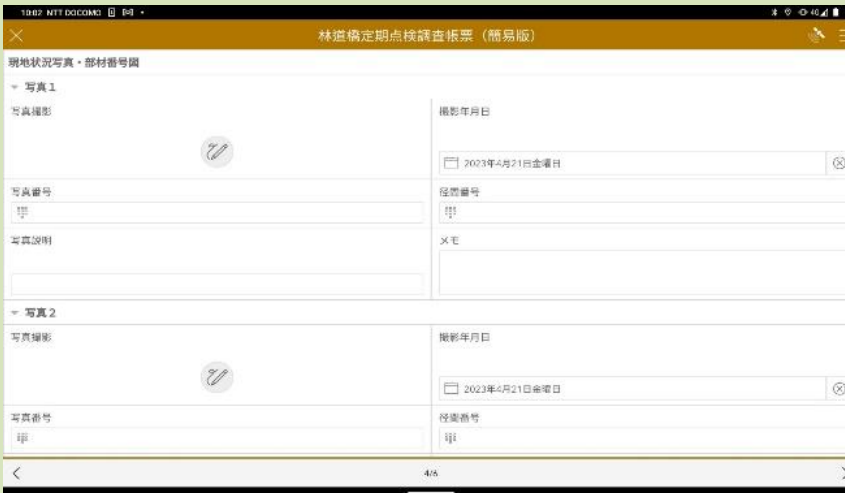 10:02 NTT DOCOMO
林道橋定期点検調査帳票（簡易版）
現地状況写真・部材番号図
写真１
写真撮影
撮影年月日
2023年4月21日金曜日
写真番号
径間番号
写真説明
メモ
写真２
写真撮影
撮影年月日
2023年4月21日金曜日
写真番号
径間番号
4/6